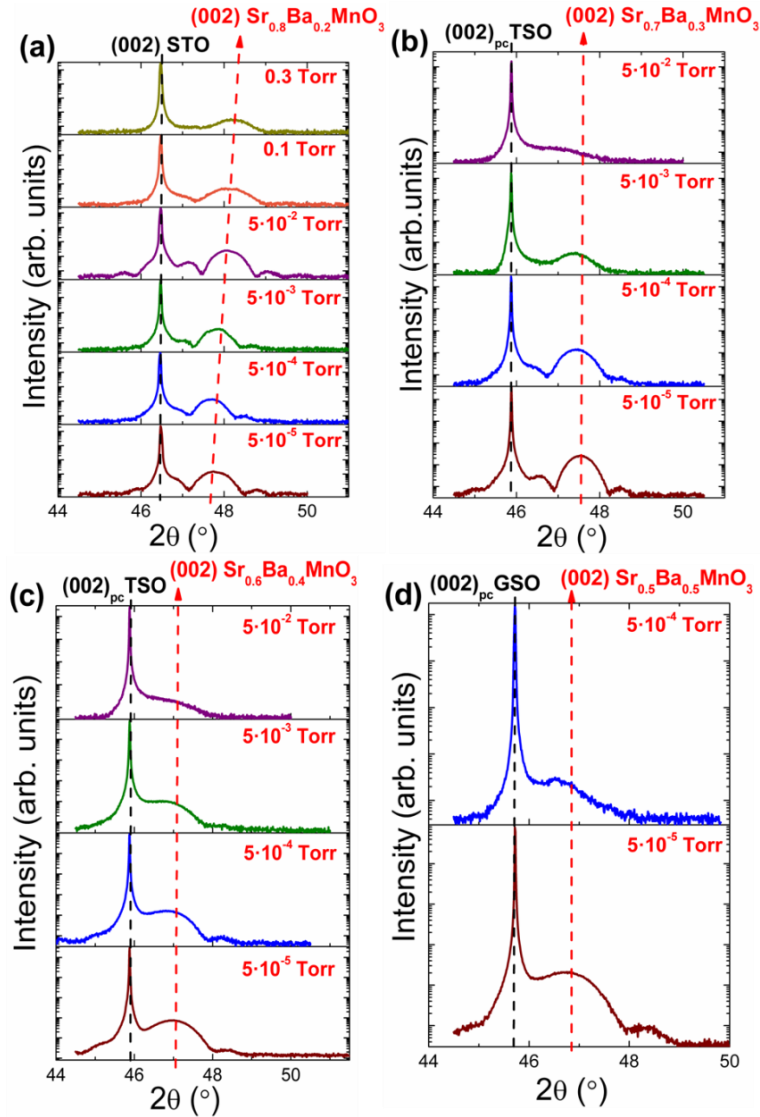 (a)
(002) STO
(002) Sr₀.₈Ba₀.₂MnO₃
0.3 Torr
0.1 Torr
5·10⁻² Torr
5·10⁻³ Torr
5·10⁻⁴ Torr
5·10⁻⁵ Torr
Intensity (arb. units)
44 46 48 50
2θ (°)
(b)
(002)pc TSO
(002) Sr₀.₇Ba₀.₃MnO₃
5·10⁻² Torr
5·10⁻³ Torr
5·10⁻⁴ Torr
5·10⁻⁵ Torr
Intensity (arb. units)
44 46 48 50
2θ (°)
(c)
(002)pc TSO
(002) Sr₀.₆Ba₀.₄MnO₃
5·10⁻² Torr
5·10⁻³ Torr
5·10⁻⁴ Torr
5·10⁻⁵ Torr
Intensity (arb. units)
44 46 48 50
2θ (°)
(d)
(002)pc GSO
(002) Sr₀.₅Ba₀.₅MnO₃
5·10⁻⁴ Torr
5·10⁻⁵ Torr
Intensity (arb. units)
44 46 48 50
2θ (°)